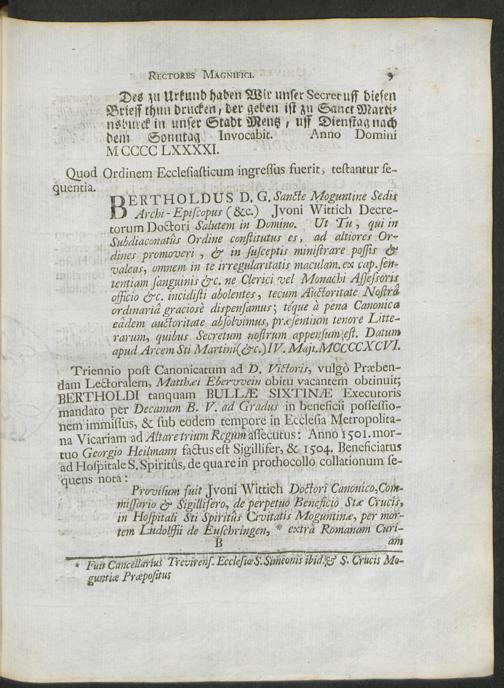 RECTORES MAGNIFICI. 9
Des zu Urkund haben Wir unser Secret uff diesen
Brieff thun drucken, der geben ist zu Sanct Marti-
nsburck in unser Stadt Mentz, uff Dienstag nach
dem Sonntag Invocabit. Anno Domini
M CCCC LXXXXI.
Quod Ordinem Ecclesiasticum ingressus fuerit, testantur se-
quentia.
BERTHOLDUS D. G. Sanctæ Moguntinæ Sedis
Archi-Episcopus (&c.) Jvoni Wittich Decre-
torum Doctori Salutem in Domino. Ut Tu, qui in
Subdiaconatûs Ordine constitutus es, ad altiores Or-
dines promoveri, & in susceptis ministrare possis &
valeas, omnem in te irregularitatis maculam, ex cap. sen-
tentiam sanguinis &c. ne Clerici vel Monachi Assessoris
officio &c. incidisti abolentes, tecum Auctoritate Nostrâ
ordinariâ graciosè dispensamus; téque à pena Canonica
eâdem auctoritate absolvimus, præsentium tenore Litte-
rarum, quibus Secretum nostrum appensum est. Datum
apud Arcem Sti Martini (&c.) IV. Maji. MCCCCXCVI.
Triennio post Canonicatum ad D. Victoris, vulgò Præben-
dam Lectoralem, Matthæi Eberwein obitu vacantem obtinuit;
BERTHOLDI tanquam BULLÆ SIXTINÆ Executoris
mandato per Decanum B. V. ad Gradus in beneficii possessio-
nem immissus, & sub eodem tempore in Ecclesia Metropolita-
na Vicariam ad Altare trium Regum assecutus: Anno 1501. mor-
tuo Georgio Heilmann factus est Sigillifer, & 1504. Beneficiatus
ad Hospitale S. Spiritûs, de qua re in prothocollo collationum se-
quens nota:
Provisum fuit Jvoni Wittich Doctori Canonico, Com-
missario & Sigillifero, de perpetuo Beneficiô Stæ Crucis,
in Hospitali Sti Spiritûs Civitatis Moguntinæ, per mor-
tem Ludolffii de Euschringen, * extrà Romanam Curi-
B am
* Fuit Cancellarius Trevirens. Ecclesiæ S. Simeonis ibid. & S. Crucis Mo-
guntiæ Præpositus